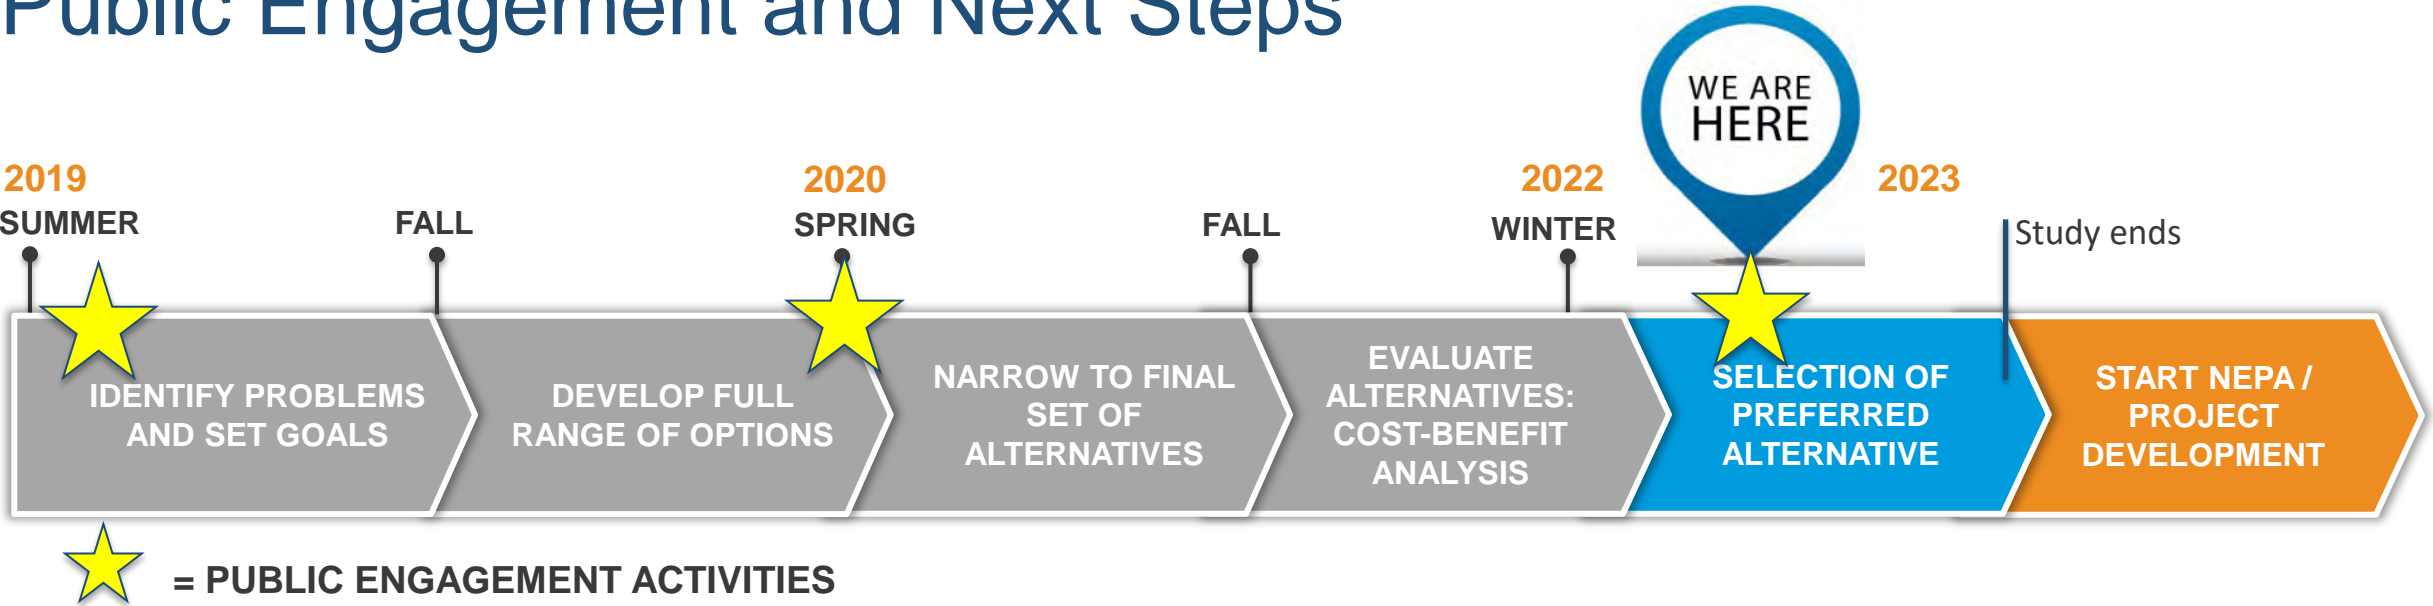 Public Engagement and Next Steps
WE ARE
HERE
2019
2020
2022
2023
SUMMER
FALL
SPRING
FALL
WINTER
Study ends
IDENTIFY PROBLEMS
AND SET GOALS
DEVELOP FULL
RANGE OF OPTIONS
NARROW TO FINAL
SET OF
ALTERNATIVES
EVALUATE
ALTERNATIVES:
COST-BENEFIT
ANALYSIS
SELECTION OF
PREFERRED
ALTERNATIVE
START NEPA /
PROJECT
DEVELOPMENT
= PUBLIC ENGAGEMENT ACTIVITIES